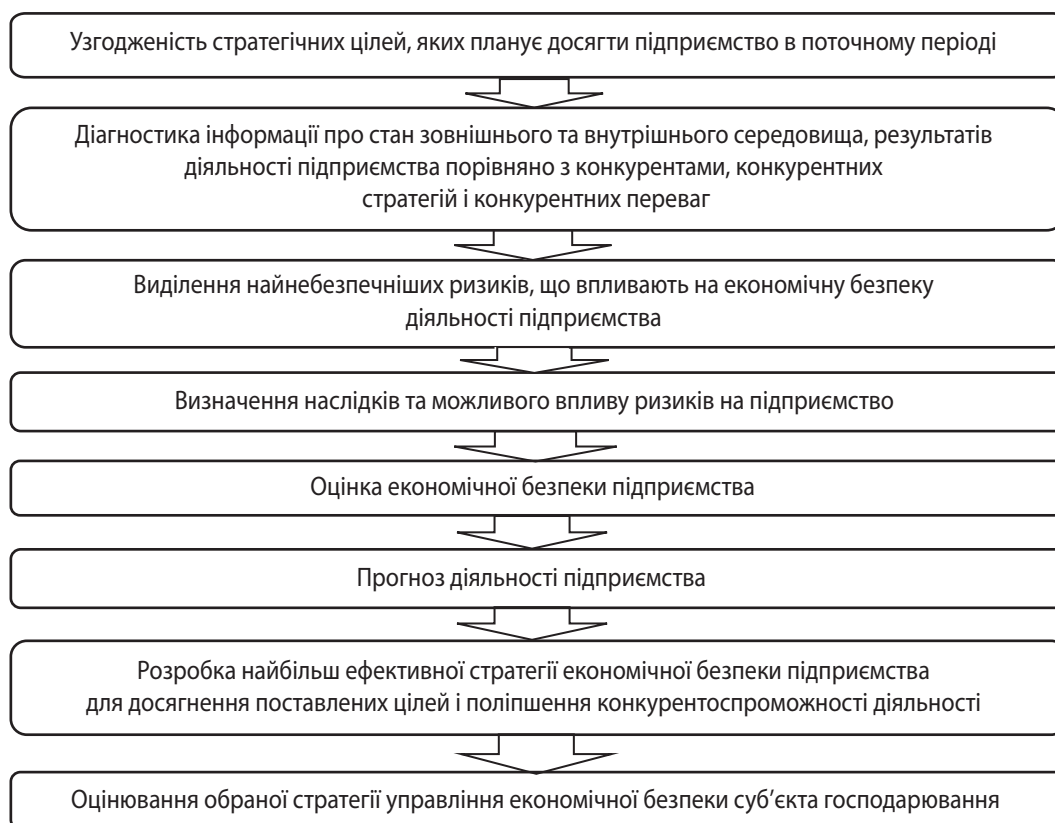 Узгодженість стратегічних цілей, яких планує досягти підприємство в поточному періоді
Діагностика інформації про стан зовнішнього та внутрішнього середовища, результатів
діяльності підприємства порівняно з конкурентами, конкурентних
стратегій і конкурентних переваг
Виділення найнебезпечніших ризиків, що впливають на економічну безпеку
діяльності підприємства
Визначення наслідків та можливого впливу ризиків на підприємство
Оцінка економічної безпеки підприємства
Прогноз діяльності підприємства
Розробка найбільш ефективної стратегії економічної безпеки підприємства
для досягнення поставлених цілей і поліпшення конкурентоспроможності діяльності
Оцінювання обраної стратегії управління економічної безпеки суб’єкта господарювання